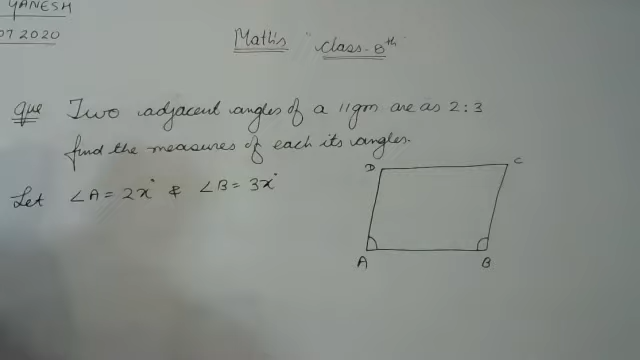 YANESH
07 2020
Maths Class-8th
Que Two adjacent angles of a 11gm are as 2:3
find the measures of each its angles.
Let ∠A = 2x° & ∠B = 3x°
D C
A B